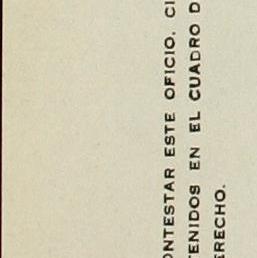 ONTESTAR ESTE OFICIO, CI
TENIDOS EN EL CUADRO D
ERECHO.